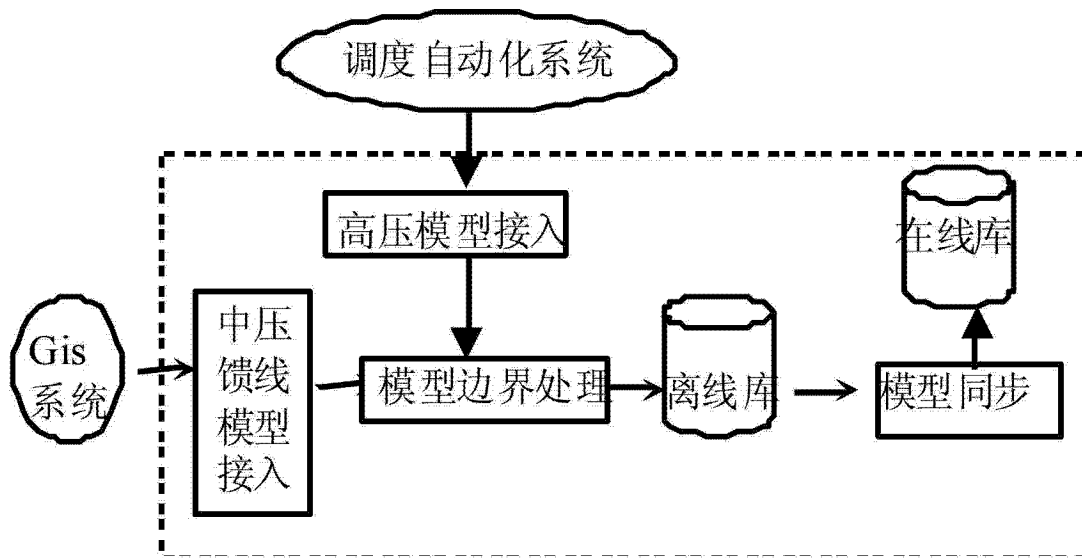 调度自动化系统
高压模型接入
在线库
Gis
系统
中压
馈线
模型
接入
模型边界处理
离线库
模型同步